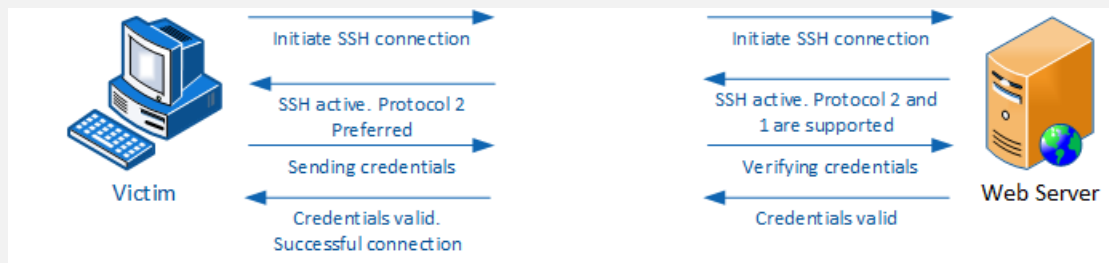 Initiate SSH connection
Initiate SSH connection
SSH active. Protocol 2
Preferred
SSH active. Protocol 2 and
1 are supported
Sending credentials
Verifying credentials
Victim
Web Server
Credentials valid.
Successful connection
Credentials valid